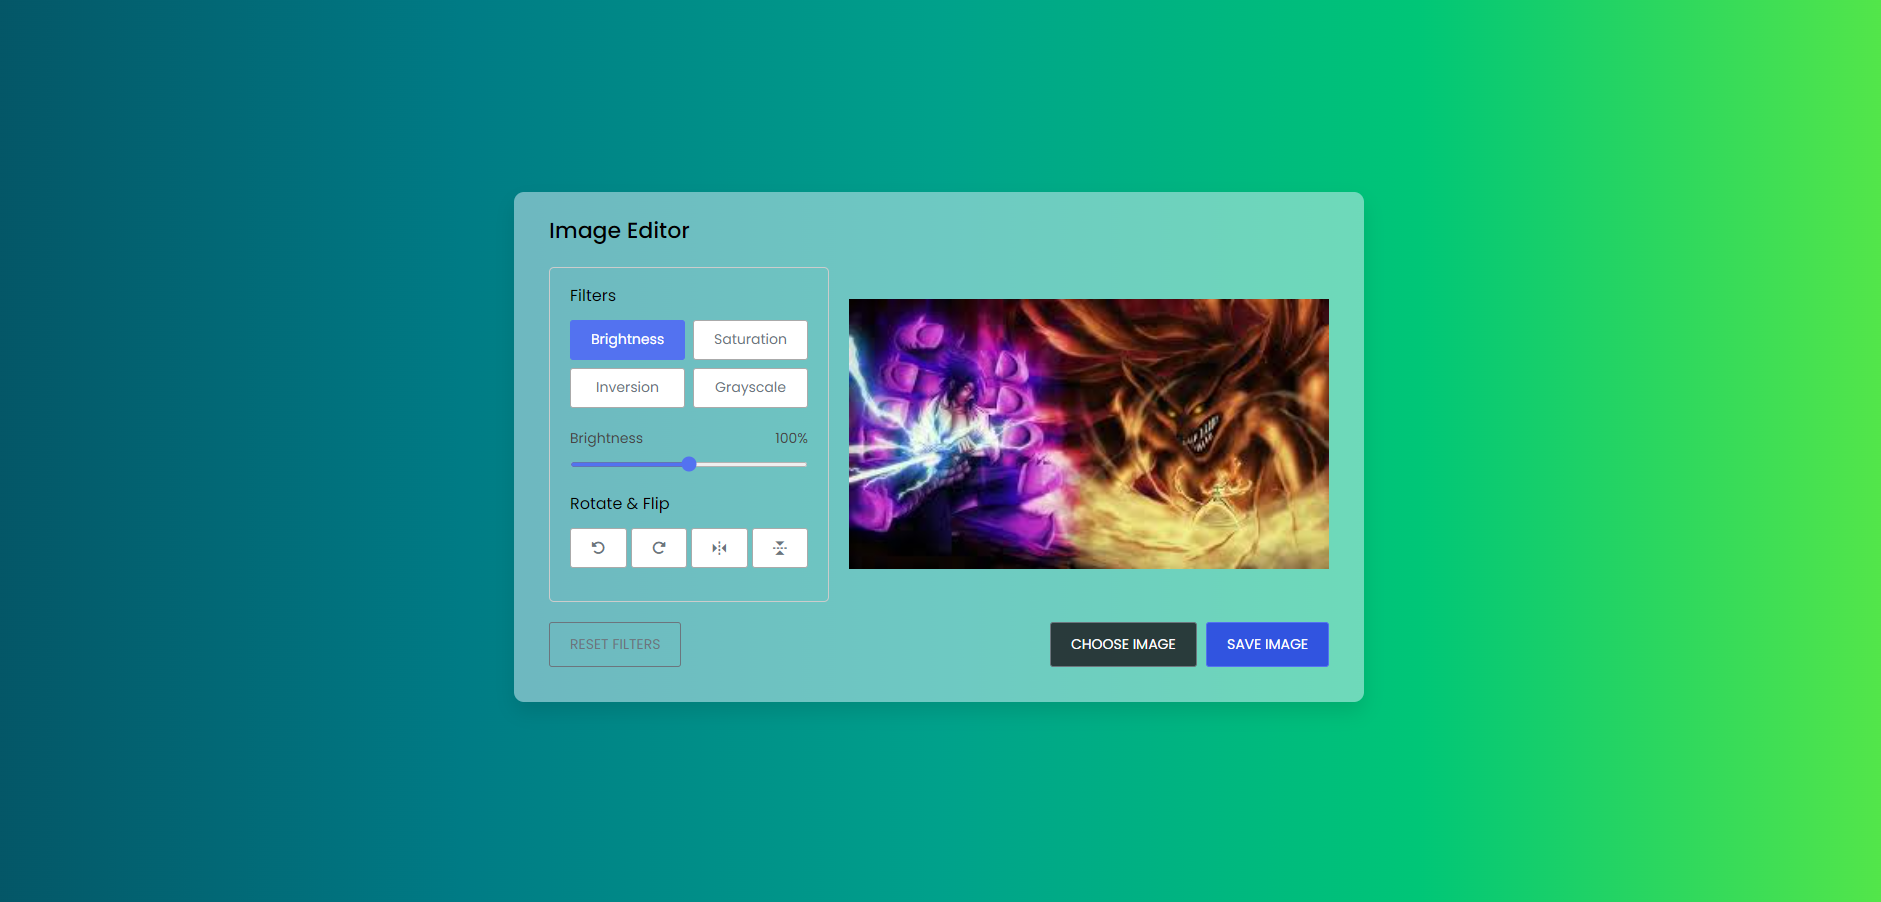 Image Editor
Filters
Brightness Saturation
Inversion Grayscale
Brightness 100%
Rotate & Flip
RESET FILTERS CHOOSE IMAGE SAVE IMAGE